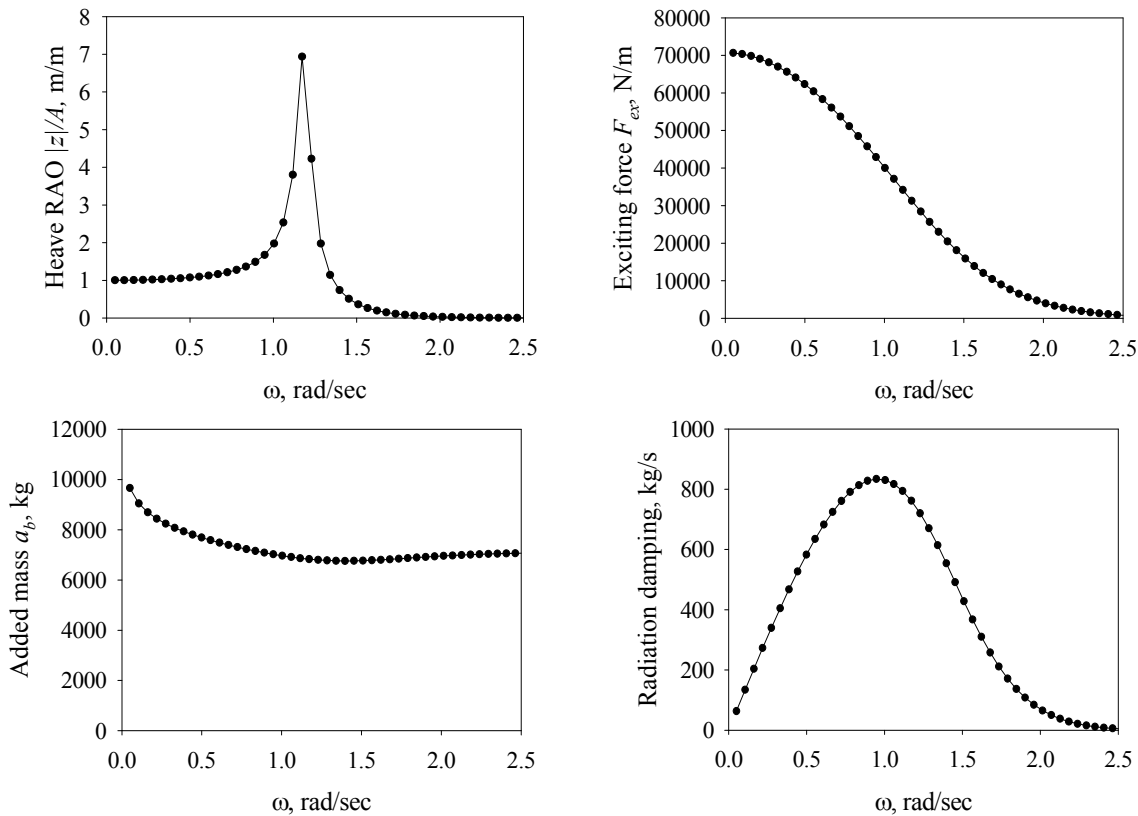 Heave RAO |z|/A, m/m
8
7
6
5
4
3
2
1
0
0.0 0.5 1.0 1.5 2.0 2.5
ω, rad/sec
Exciting force F_ex, N/m
80000
70000
60000
50000
40000
30000
20000
10000
0
0.0 0.5 1.0 1.5 2.0 2.5
ω, rad/sec
Added mass a_b, kg
12000
10000
8000
6000
4000
2000
0
0.0 0.5 1.0 1.5 2.0 2.5
ω, rad/sec
Radiation damping, kg/s
1000
800
600
400
200
0
0.0 0.5 1.0 1.5 2.0 2.5
ω, rad/sec